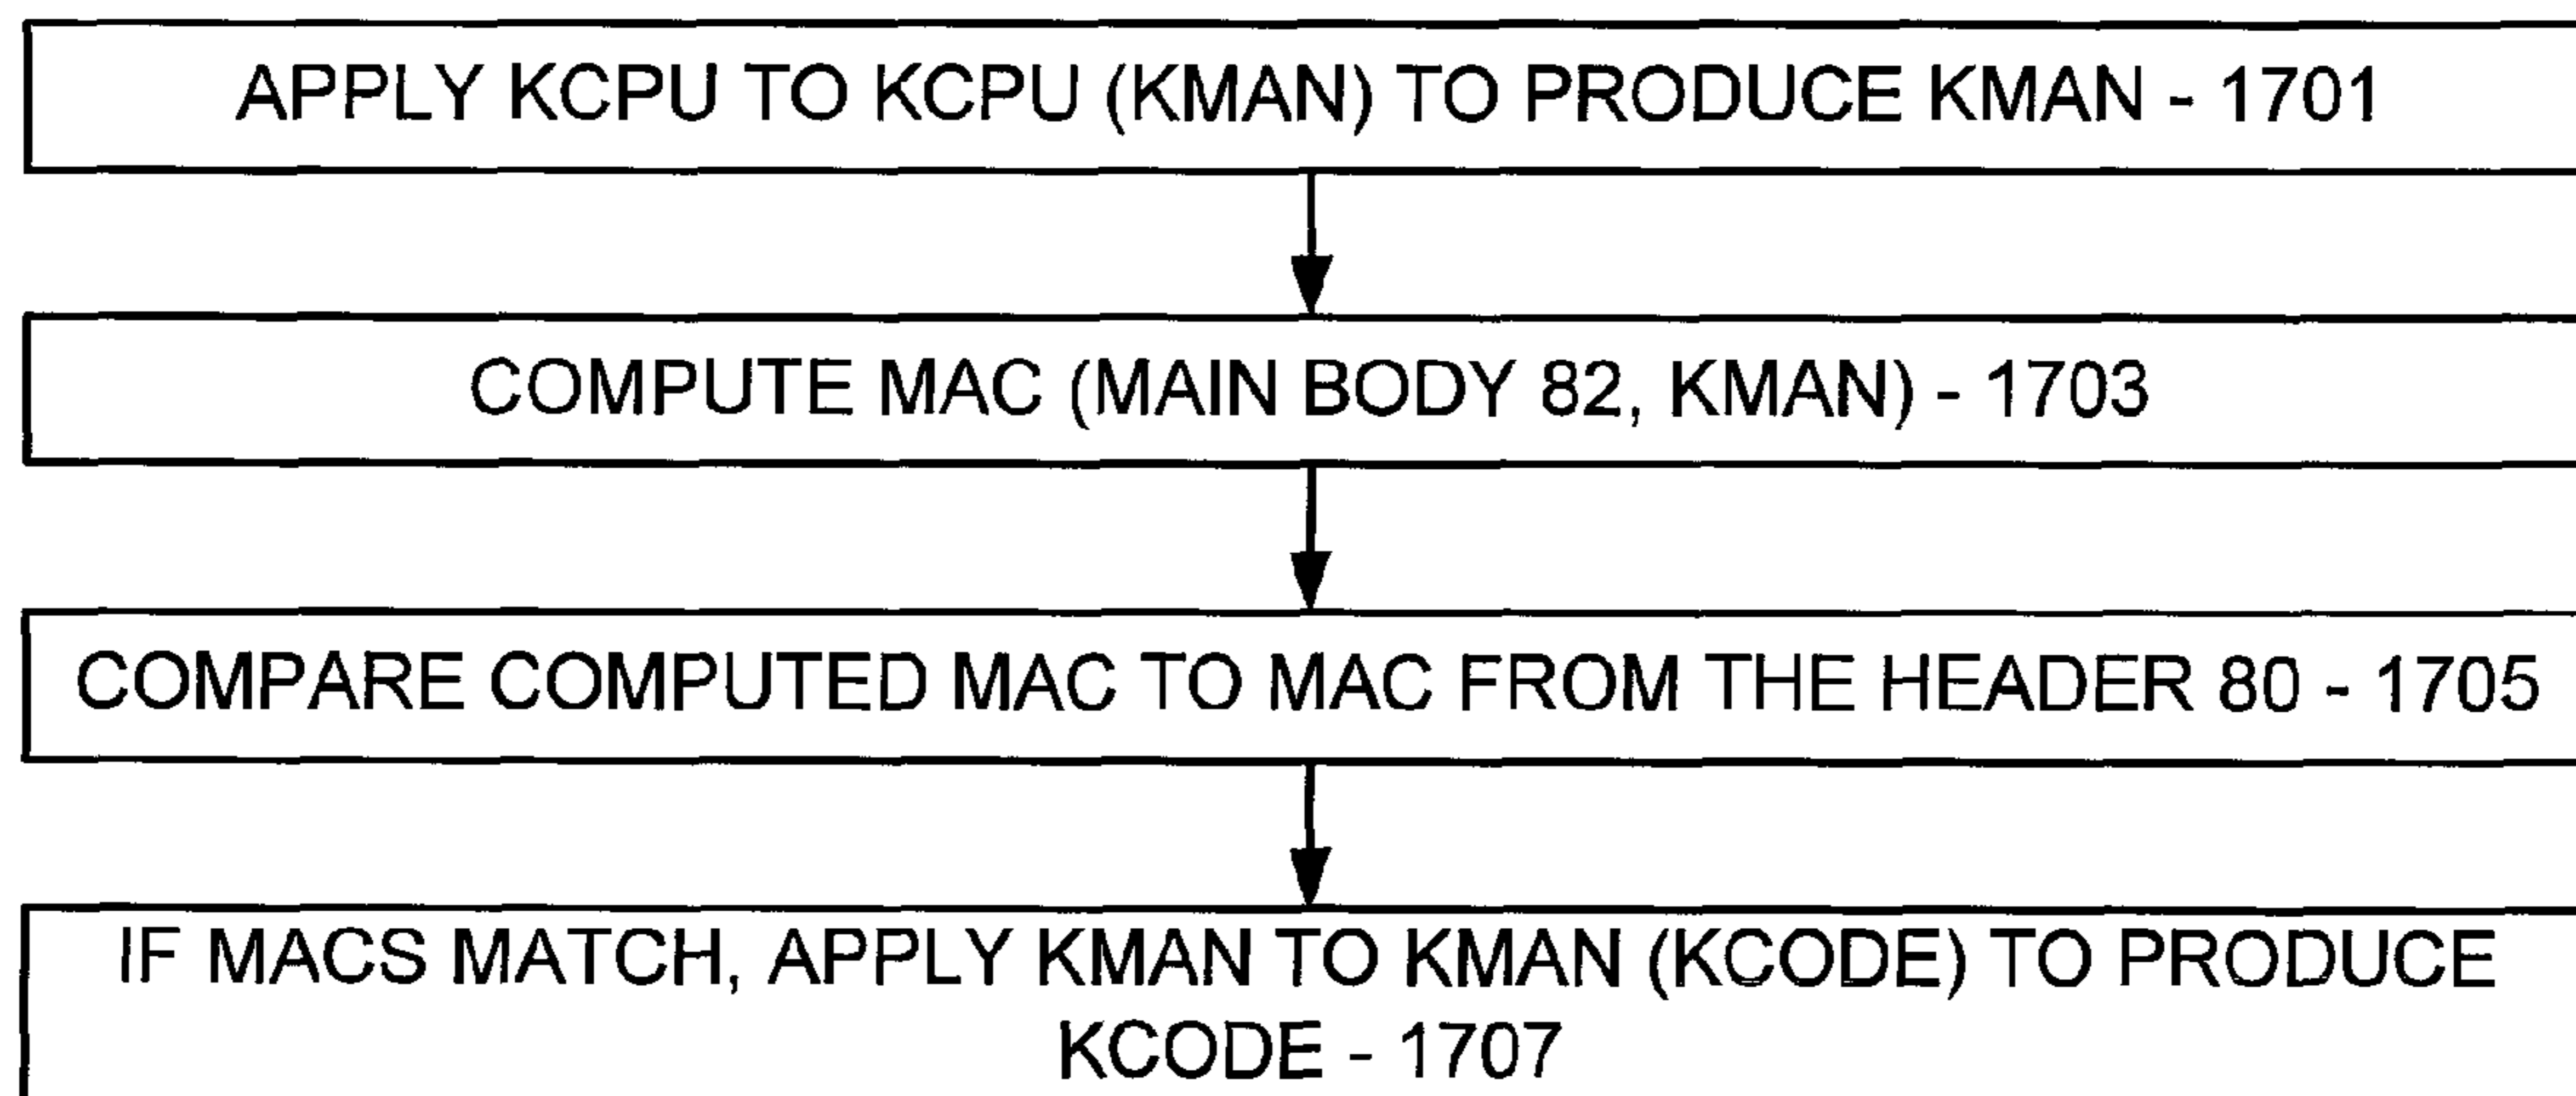 APPLY KCPU TO KCPU (KMAN) TO PRODUCE KMAN - 1701
COMPUTE MAC (MAIN BODY 82, KMAN) - 1703
COMPARE COMPUTED MAC TO MAC FROM THE HEADER 80 - 1705
IF MACS MATCH, APPLY KMAN TO KMAN (KCODE) TO PRODUCE
KCODE - 1707